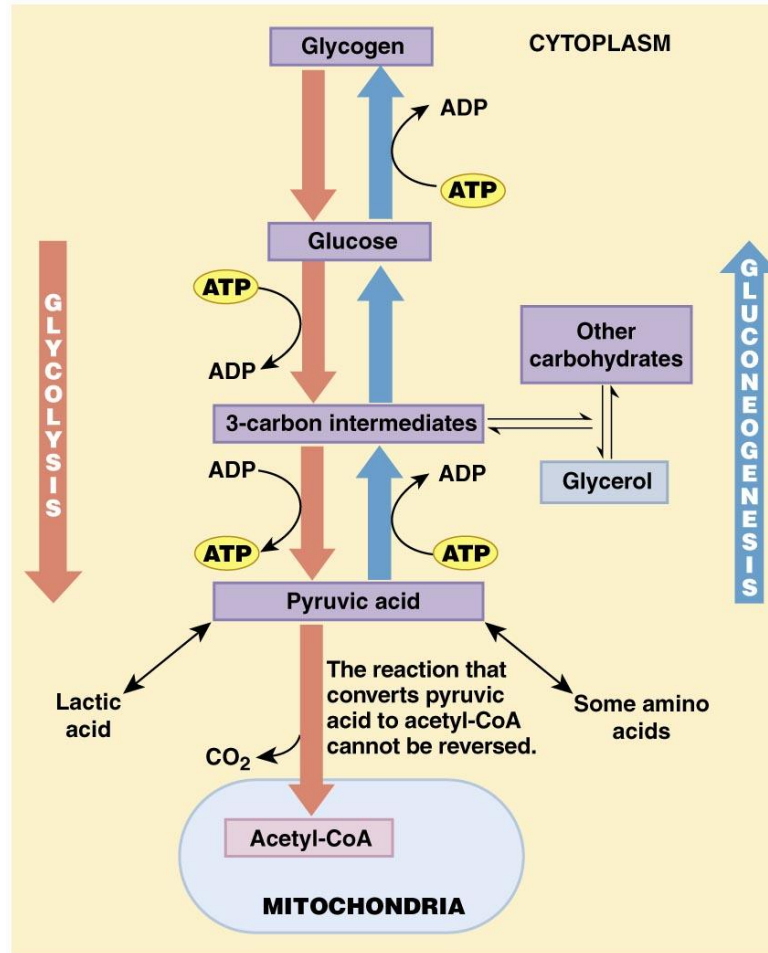 Glycogen
CYTOPLASM
ADP
ATP
Glucose
ATP
ADP
GLYCOLYSIS
GLUCONEOGENESIS
Other
carbohydrates
3-carbon intermediates
Glycerol
ADP
ADP
ATP
ATP
Pyruvic acid
Lactic
acid
The reaction that
converts pyruvic
acid to acetyl-CoA
cannot be reversed.
Some amino
acids
CO₂
Acetyl-CoA
MITOCHONDRIA